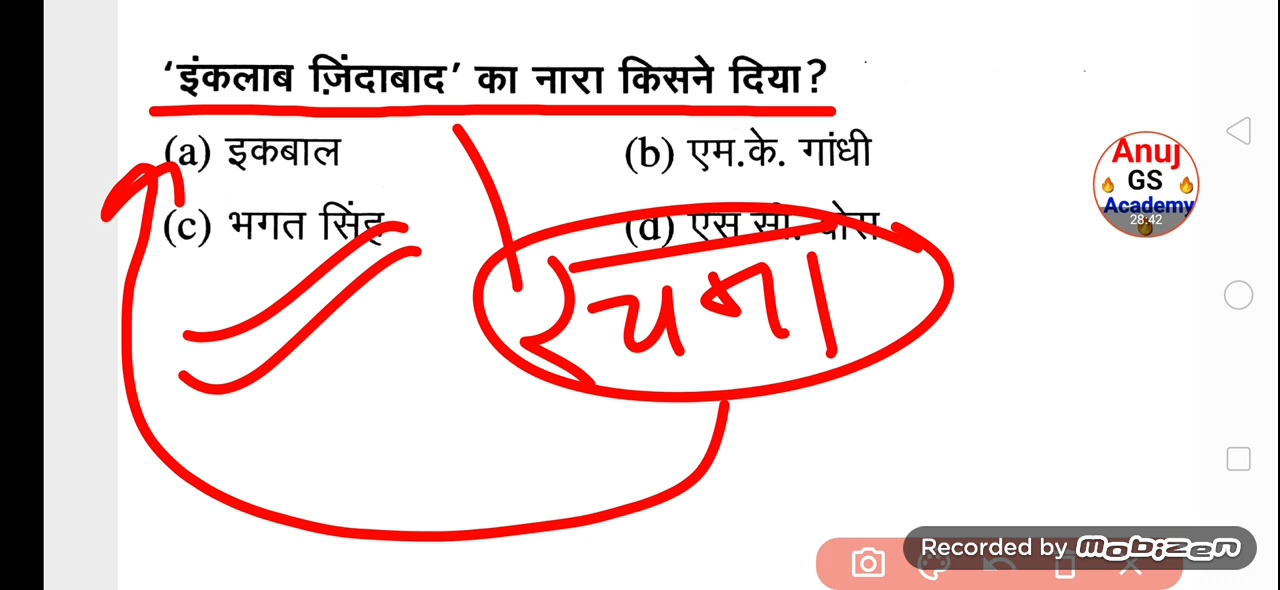 ‘इंकलाब ज़िंदाबाद’ का नारा किसने दिया?
(a) इकबाल
(b) एम.के. गांधी
(c) भगत सिंह
(d) एस.सी. बोस
रचना
Anuj
GS
Academy
28:42
Recorded by Mobizen